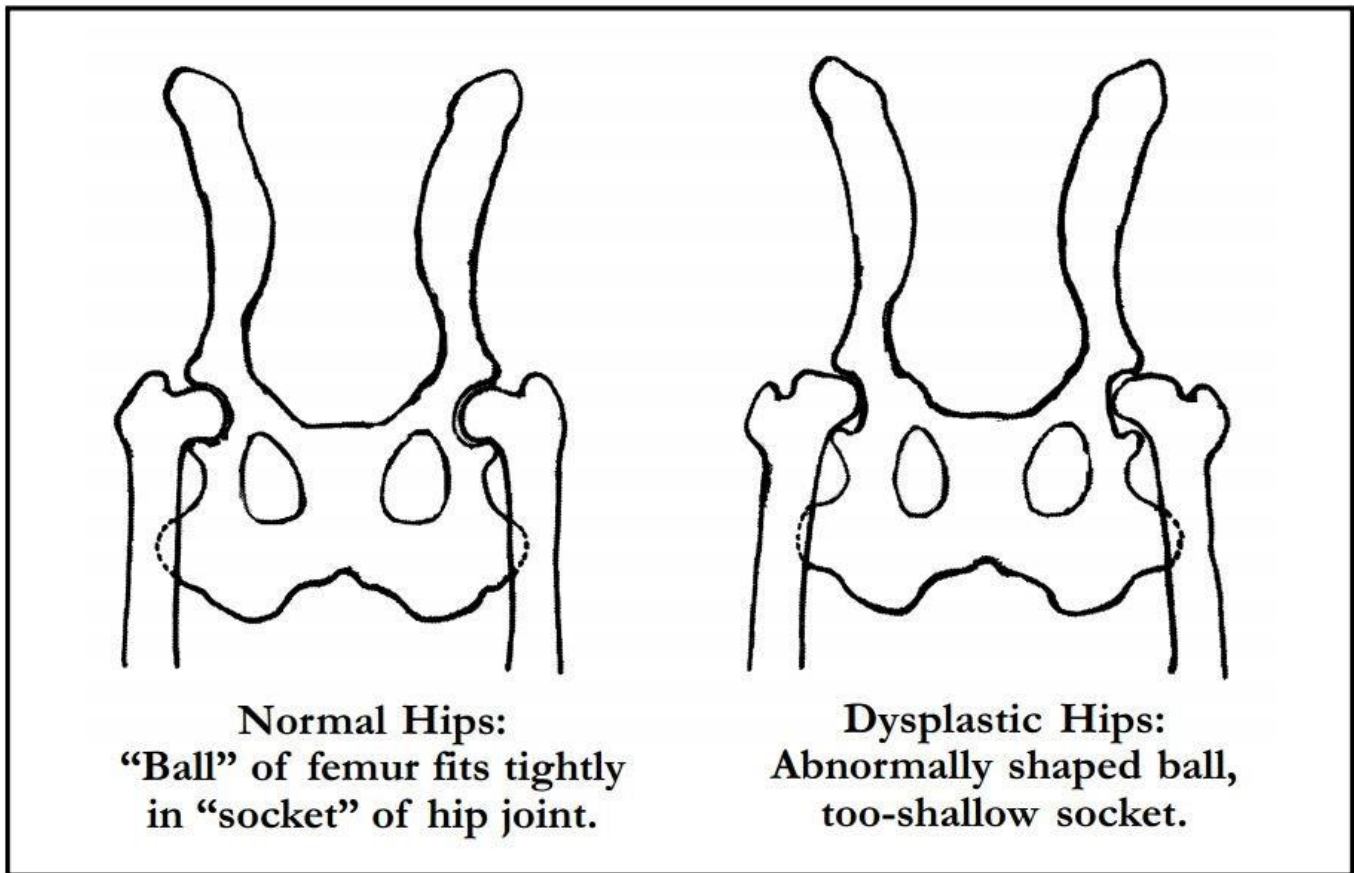 Normal Hips:
“Ball” of femur fits tightly
in “socket” of hip joint.
Dysplastic Hips:
Abnormally shaped ball,
too-shallow socket.